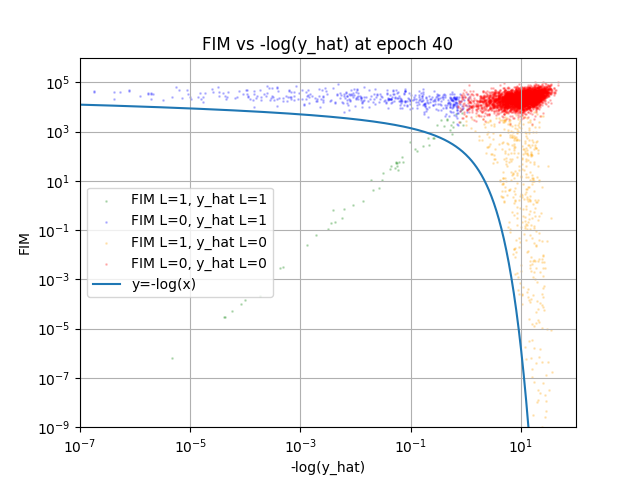 FIM vs -log(y_hat) at epoch 40
FIM
10^5
10^3
10^1
10^-1
10^-3
10^-5
10^-7
10^-9
FIM L=1, y_hat L=1
FIM L=0, y_hat L=1
FIM L=1, y_hat L=0
FIM L=0, y_hat L=0
y=-log(x)
10^-7 10^-5 10^-3 10^-1 10^1
-log(y_hat)